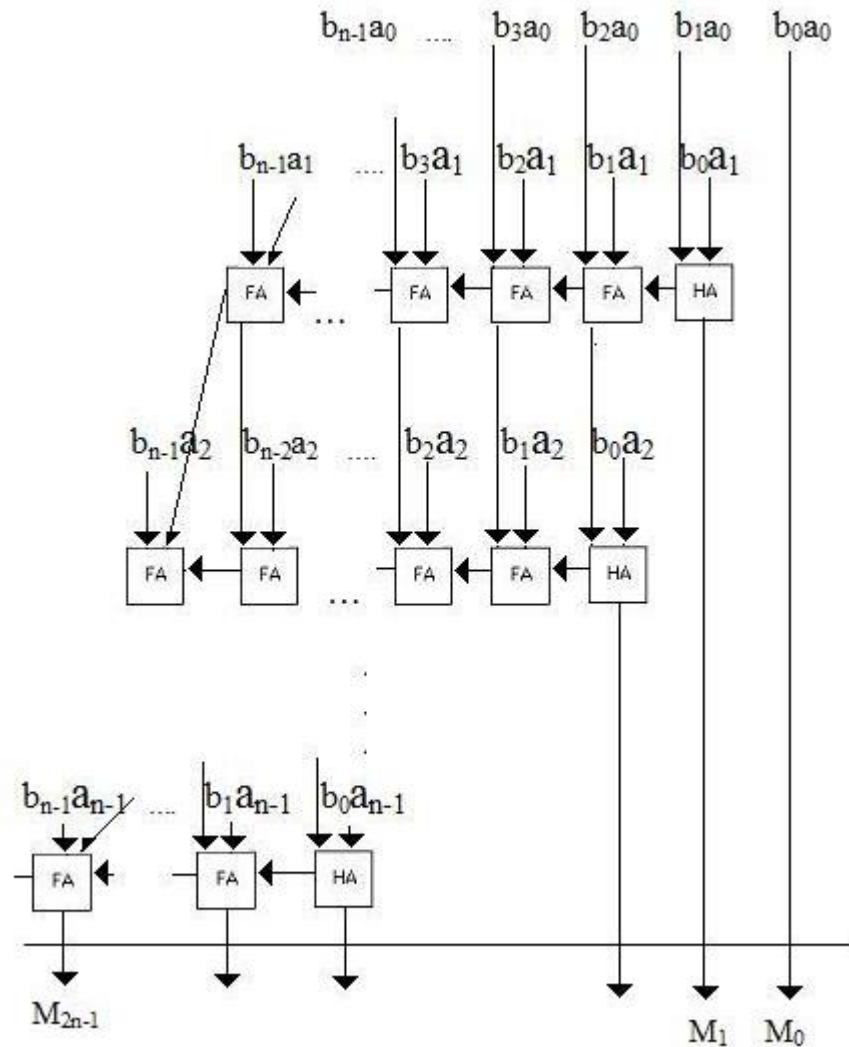 bₙ₋₁a₀ .... b₃a₀ b₂a₀ b₁a₀ b₀a₀
bₙ₋₁a₁ .... b₃a₁ b₂a₁ b₁a₁ b₀a₁
FA ... FA FA FA HA
bₙ₋₁a₂ bₙ₋₂a₂ .... b₂a₂ b₁a₂ b₀a₂
FA FA ... FA FA HA
bₙ₋₁aₙ₋₁ .... b₁aₙ₋₁ b₀aₙ₋₁
FA FA HA
M₂ₙ₋₁ M₁ M₀